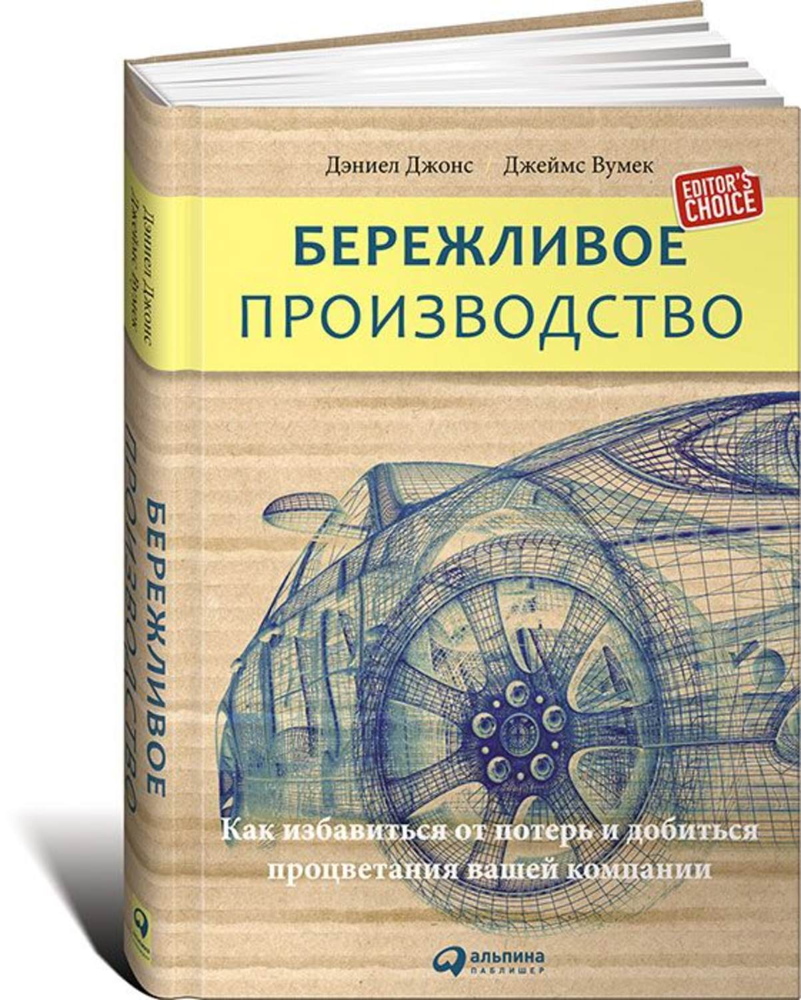 Дэниел Джонс / Джеймс Вумек
EDITOR'S
CHOICE
БЕРЕЖЛИВОЕ
ПРОИЗВОДСТВО
Как избавиться от потерь и добиться
процветания вашей компании
альпина
ПАБЛИШЕР
Дэниел Джонс
Джеймс Вумек
БЕРЕЖЛИВОЕ
ПРОИЗВОДСТВО